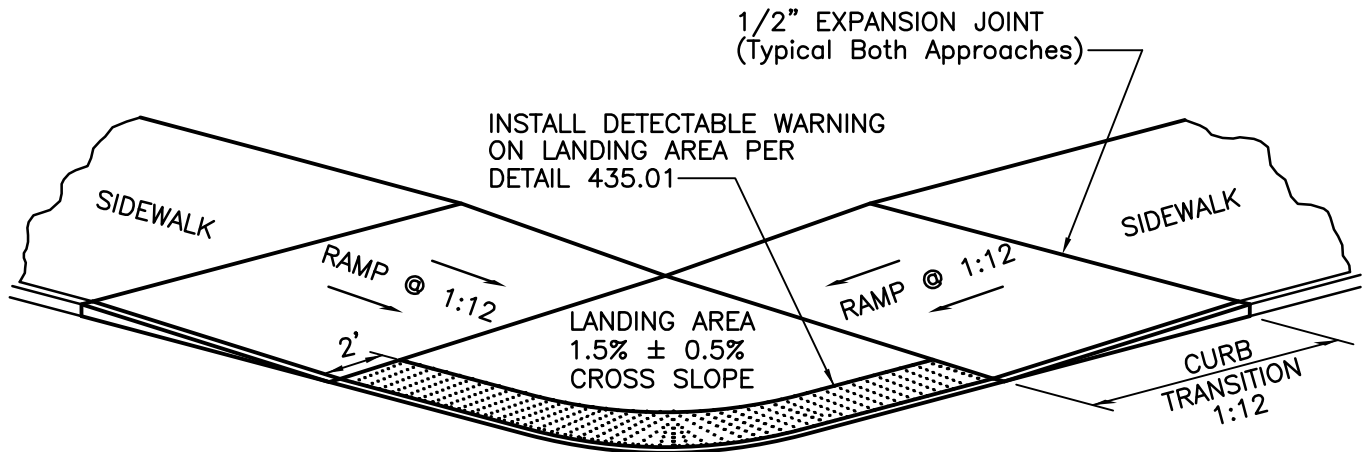 1/2” EXPANSION JOINT
(Typical Both Approaches)
INSTALL DETECTABLE WARNING
ON LANDING AREA PER
DETAIL 435.01
SIDEWALK
SIDEWALK
RAMP @ 1:12
RAMP @ 1:12
LANDING AREA
1.5% ± 0.5%
CROSS SLOPE
2'
CURB
TRANSITION
1:12